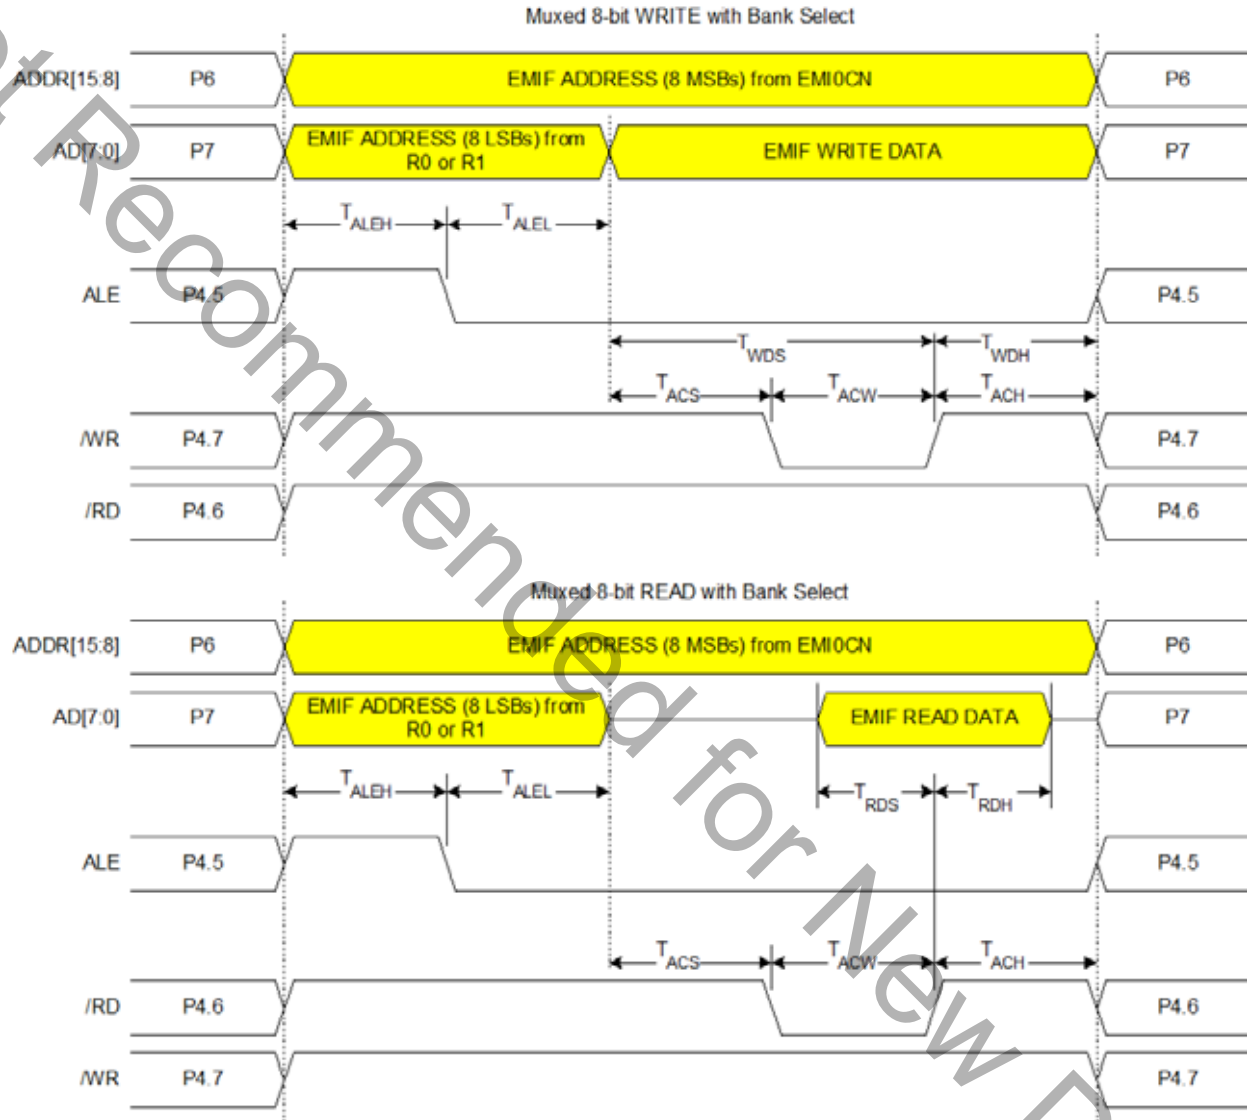 Muxed 8-bit WRITE with Bank Select
ADDR[15:8] P6 EMIF ADDRESS (8 MSBs) from EMI0CN P6
AD[7:0] P7 EMIF ADDRESS (8 LSBs) from
R0 or R1 EMIF WRITE DATA P7
TALEH TALEL
ALE P4.5 P4.5
TWDS TWDH
TACS TACW TACH
/WR P4.7 P4.7
/RD P4.6 P4.6
Muxed 8-bit READ with Bank Select
ADDR[15:8] P6 EMIF ADDRESS (8 MSBs) from EMI0CN P6
AD[7:0] P7 EMIF ADDRESS (8 LSBs) from
R0 or R1 EMIF READ DATA P7
TALEH TALEL TRDS TRDH
ALE P4.5 P4.5
TACS TACW TACH
/RD P4.6 P4.6
/WR P4.7 P4.7
Recommended for New